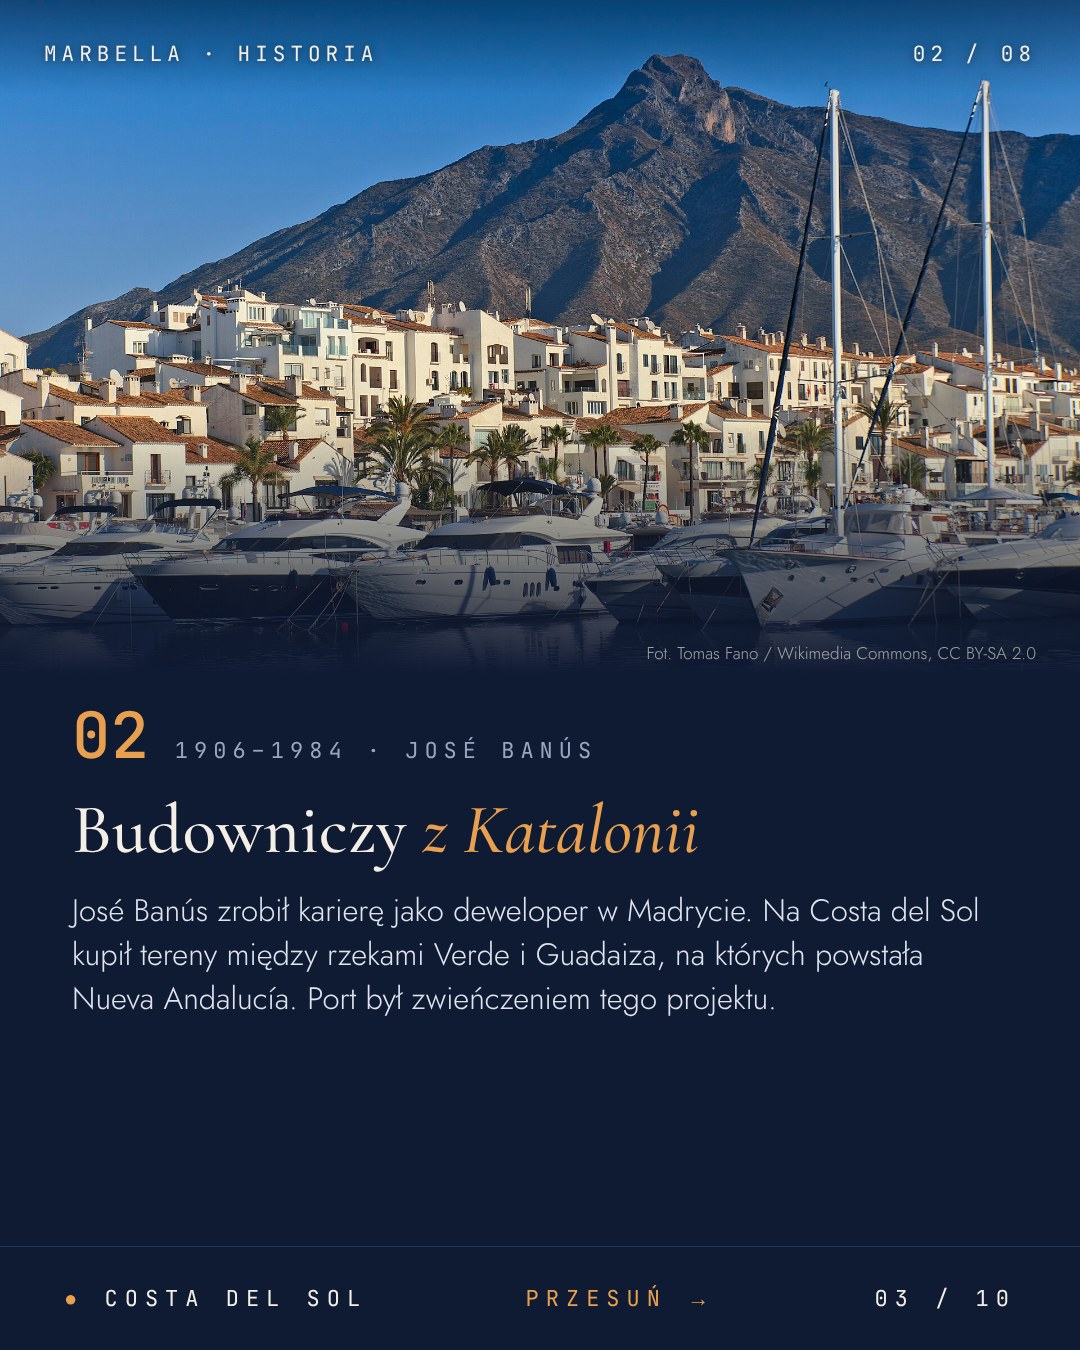 MARBELLA · HISTORIA
02 / 08
Fot. Tomas Fano / Wikimedia Commons, CC BY-SA 2.0
02 1906–1984 · JOSÉ BANÚS
Budowniczy z Katalonii
José Banús zrobił karierę jako deweloper w Madrycie. Na Costa del Sol
kupił tereny między rzekami Verde i Guadaiza, na których powstała
Nueva Andalucía. Port był zwieńczeniem tego projektu.
● COSTA DEL SOL
PRZESUŃ →
03 / 10